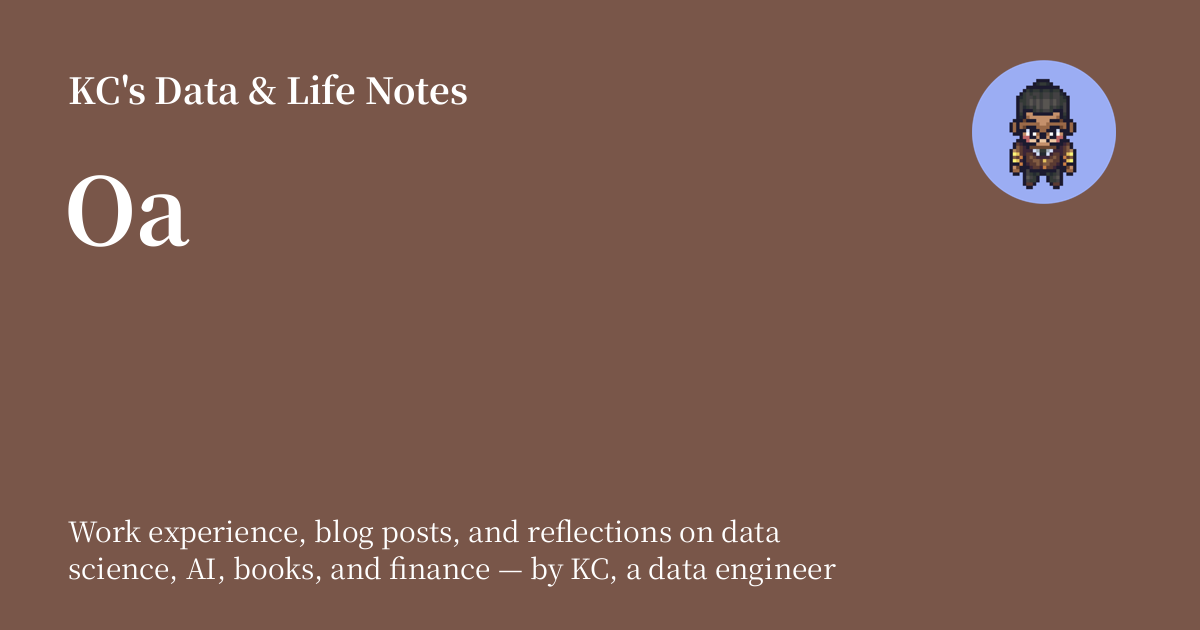 KC's Data & Life Notes
Oa
Work experience, blog posts, and reflections on data
science, AI, books, and finance — by KC, a data engineer